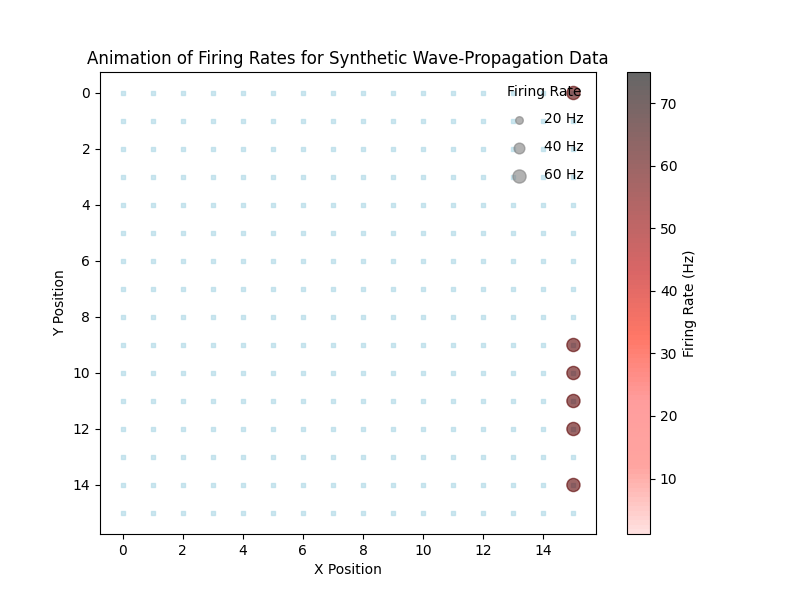 Animation of Firing Rates for Synthetic Wave-Propagation Data
Firing Rate
20 Hz
40 Hz
60 Hz
0
2
4
6
8
10
12
14
Y Position
0
2
4
6
8
10
12
14
X Position
70
60
50
40
30
20
10
Firing Rate (Hz)